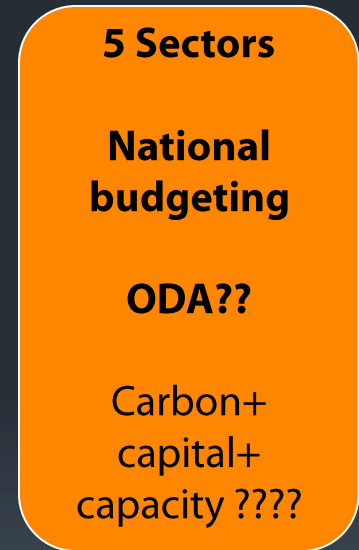 5 Sectors
National
budgeting
ODA??
Carbon+
capital+
capacity ????